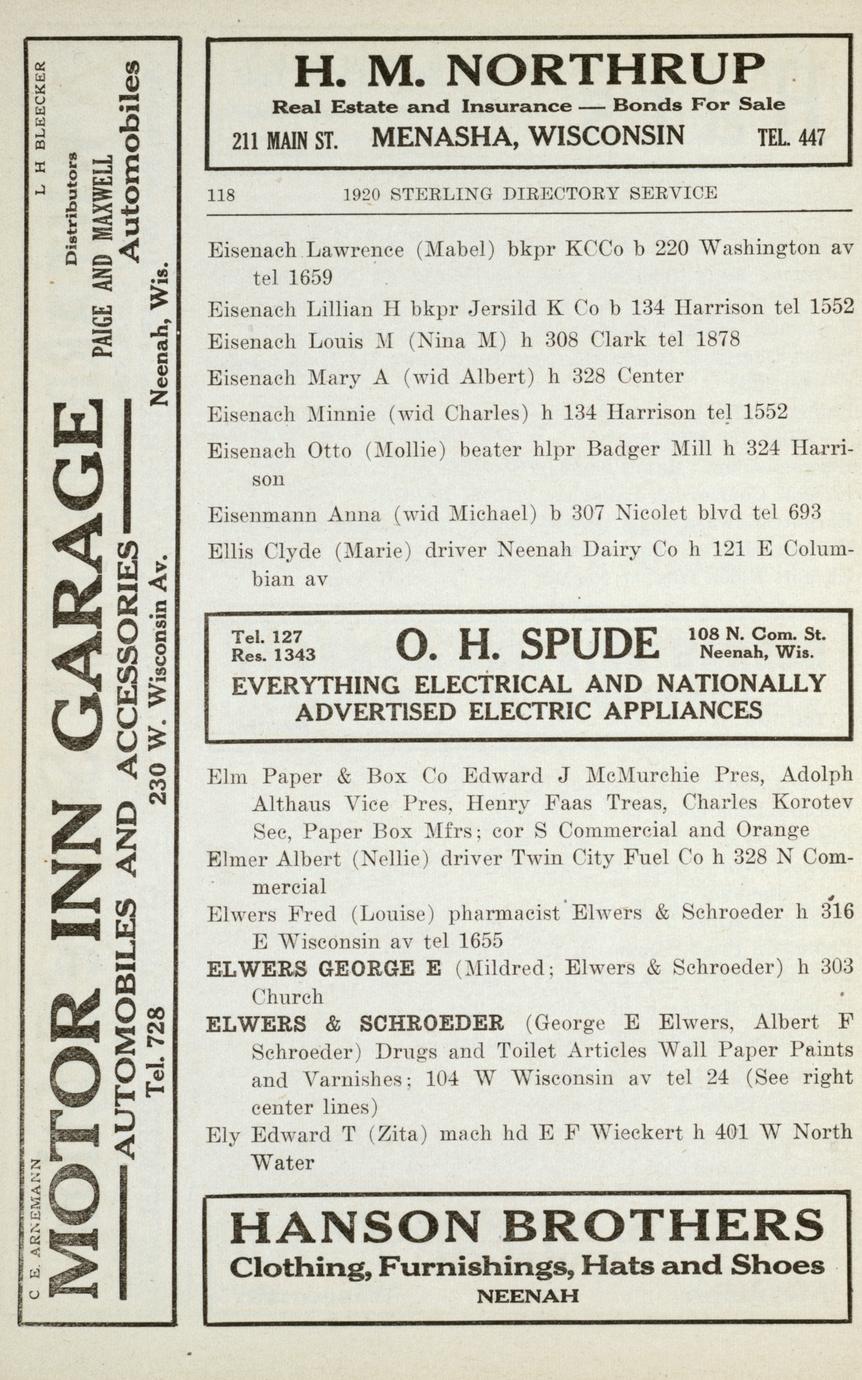 H. M. NORTHRUP
Real Estate and Insurance — Bonds For Sale
211 MAIN ST. MENASHA, WISCONSIN TEL. 447
118 1920 STERLING DIRECTORY SERVICE
Eisenach Lawrence (Mabel) bkpr KCCo b 220 Washington av
tel 1659
Eisenach Lillian H bkpr Jersild K Co b 134 Harrison tel 1552
Eisenach Louis M (Nina M) h 308 Clark tel 1878
Eisenach Mary A (wid Albert) h 328 Center
Eisenach Minnie (wid Charles) h 134 Harrison tel 1552
Eisenach Otto (Mollie) beater hlpr Badger Mill h 324 Harri-
son
Eisenmann Anna (wid Michael) b 307 Nicolet blvd tel 693
Ellis Clyde (Marie) driver Neenah Dairy Co h 121 E Colum-
bian av
Tel. 127
Res. 1343
O. H. SPUDE
108 N. Com. St.
Neenah, Wis.
EVERYTHING ELECTRICAL AND NATIONALLY
ADVERTISED ELECTRIC APPLIANCES
Elm Paper & Box Co Edward J McMurchie Pres, Adolph
Althaus Vice Pres, Henry Faas Treas, Charles Korotev
Sec, Paper Box Mfrs; cor S Commercial and Orange
Elmer Albert (Nellie) driver Twin City Fuel Co h 328 N Com-
mercial
Elwers Fred (Louise) pharmacist Elwers & Schroeder h 316
E Wisconsin av tel 1655
ELWERS GEORGE E (Mildred; Elwers & Schroeder) h 303
Church
ELWERS & SCHROEDER (George E Elwers, Albert F
Schroeder) Drugs and Toilet Articles Wall Paper Paints
and Varnishes; 104 W Wisconsin av tel 24 (See right
center lines)
Ely Edward T (Zita) mach hd E F Wieckert h 401 W North
Water
HANSON BROTHERS
Clothing, Furnishings, Hats and Shoes
NEENAH
C E. ARNEMANN L H BLEECKER
MOTOR INN GARAGE
Distributors
PAIGE AND MAXWELL
Automobiles
AUTOMOBILES AND ACCESSORIES
Tel. 728 230 W. Wisconsin Av. Neenah, Wis.